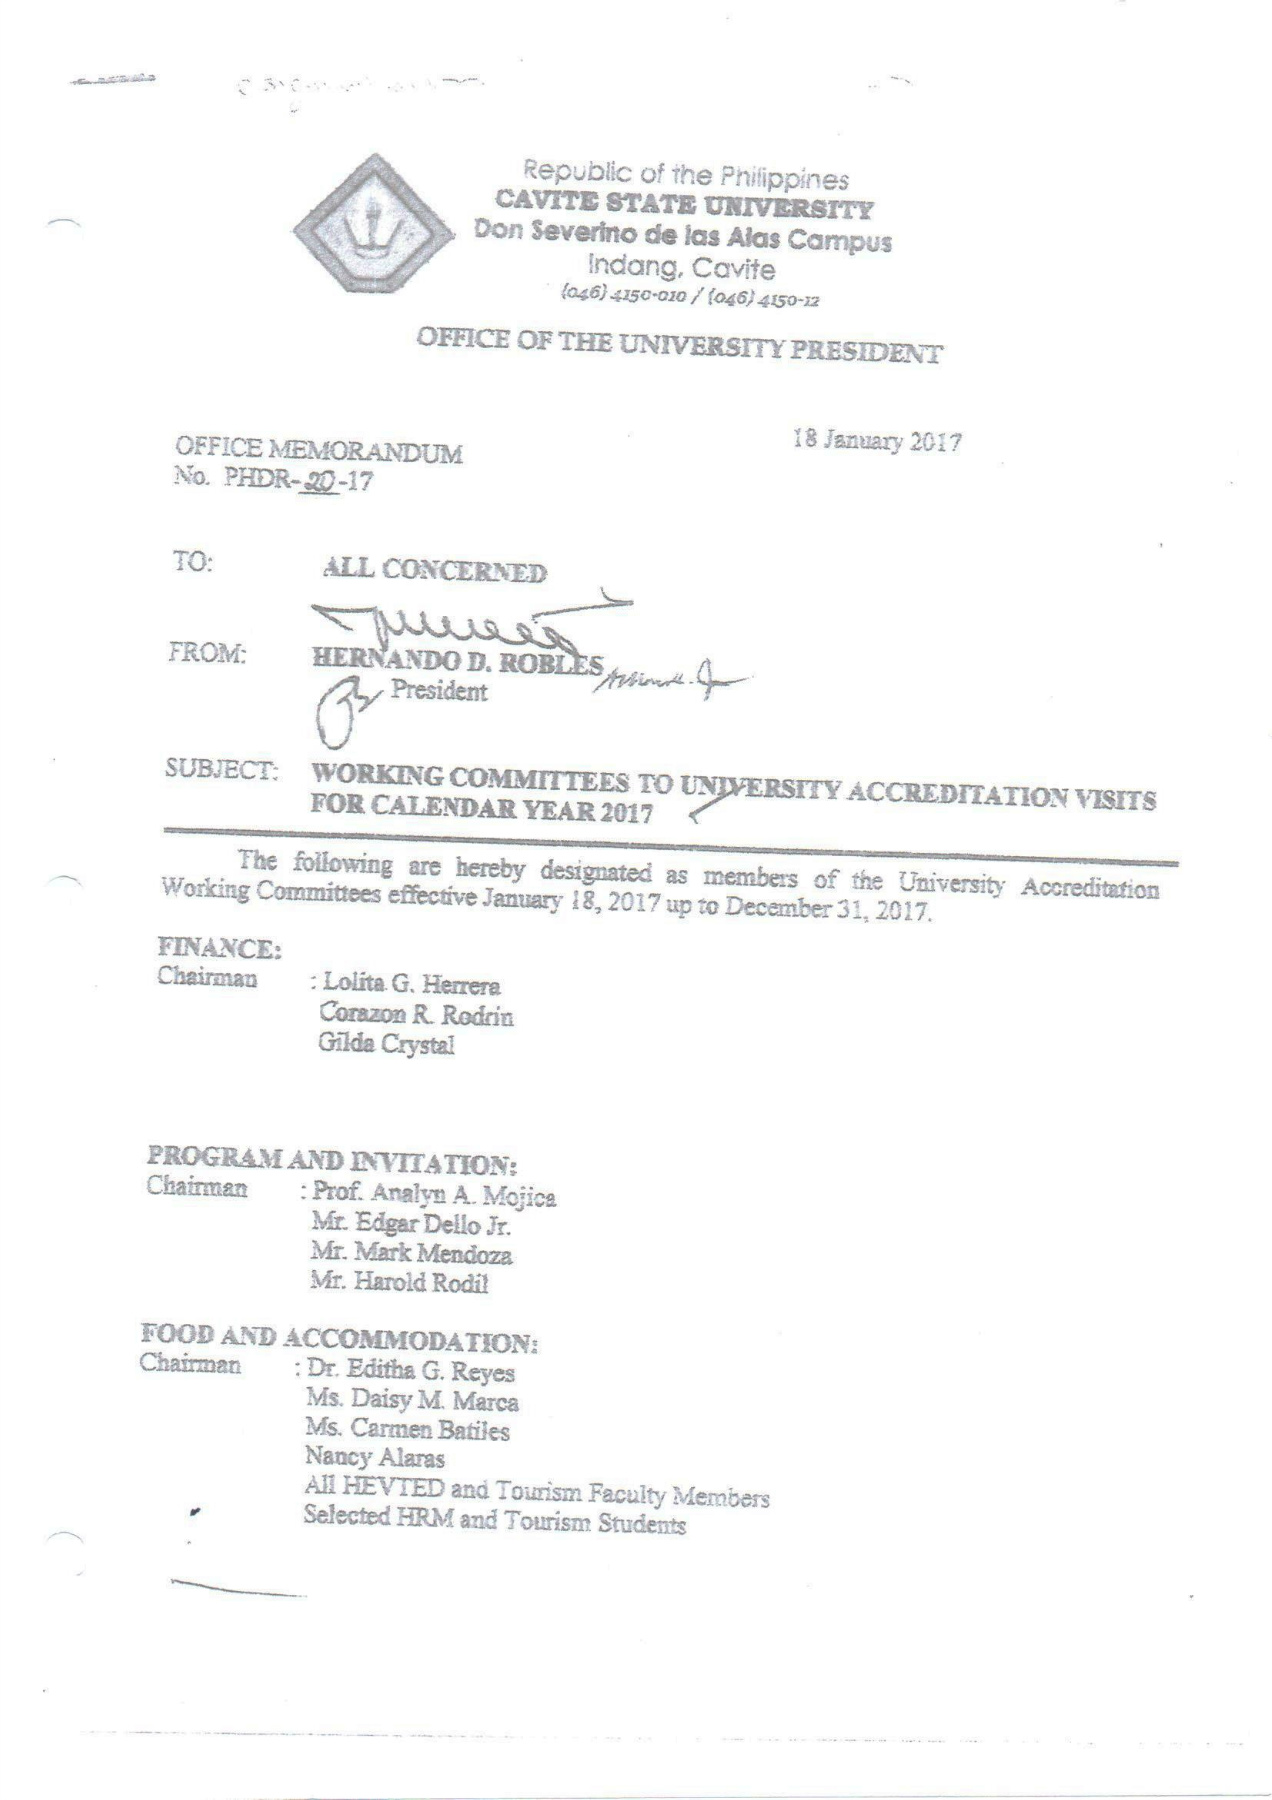 Republic of the Philippines
CAVITE STATE UNIVERSITY
Don Severino de las Alas Campus
Indang, Cavite
(046) 4150-010 / (046) 4150-12
OFFICE OF THE UNIVERSITY PRESIDENT
18 January 2017
OFFICE MEMORANDUM
No. PHDR-20-17
TO: ALL CONCERNED
FROM: HERNANDO D. ROBLES
President
SUBJECT: WORKING COMMITTEES TO UNIVERSITY ACCREDITATION VISITS
FOR CALENDAR YEAR 2017
The following are hereby designated as members of the University Accreditation
Working Committees effective January 18, 2017 up to December 31, 2017.
FINANCE:
Chairman : Lolita G. Herrera
Corazon R. Rodrin
Gilda Crystal
PROGRAM AND INVITATION:
Chairman : Prof. Analyn A. Mojica
Mr. Edgar Dello Jr.
Mr. Mark Mendoza
Mr. Harold Rodil
FOOD AND ACCOMMODATION:
Chairman : Dr. Editha G. Reyes
Ms. Daisy M. Marca
Ms. Carmen Batiles
Nancy Alaras
All HEVTED and Tourism Faculty Members
Selected HRM and Tourism Students